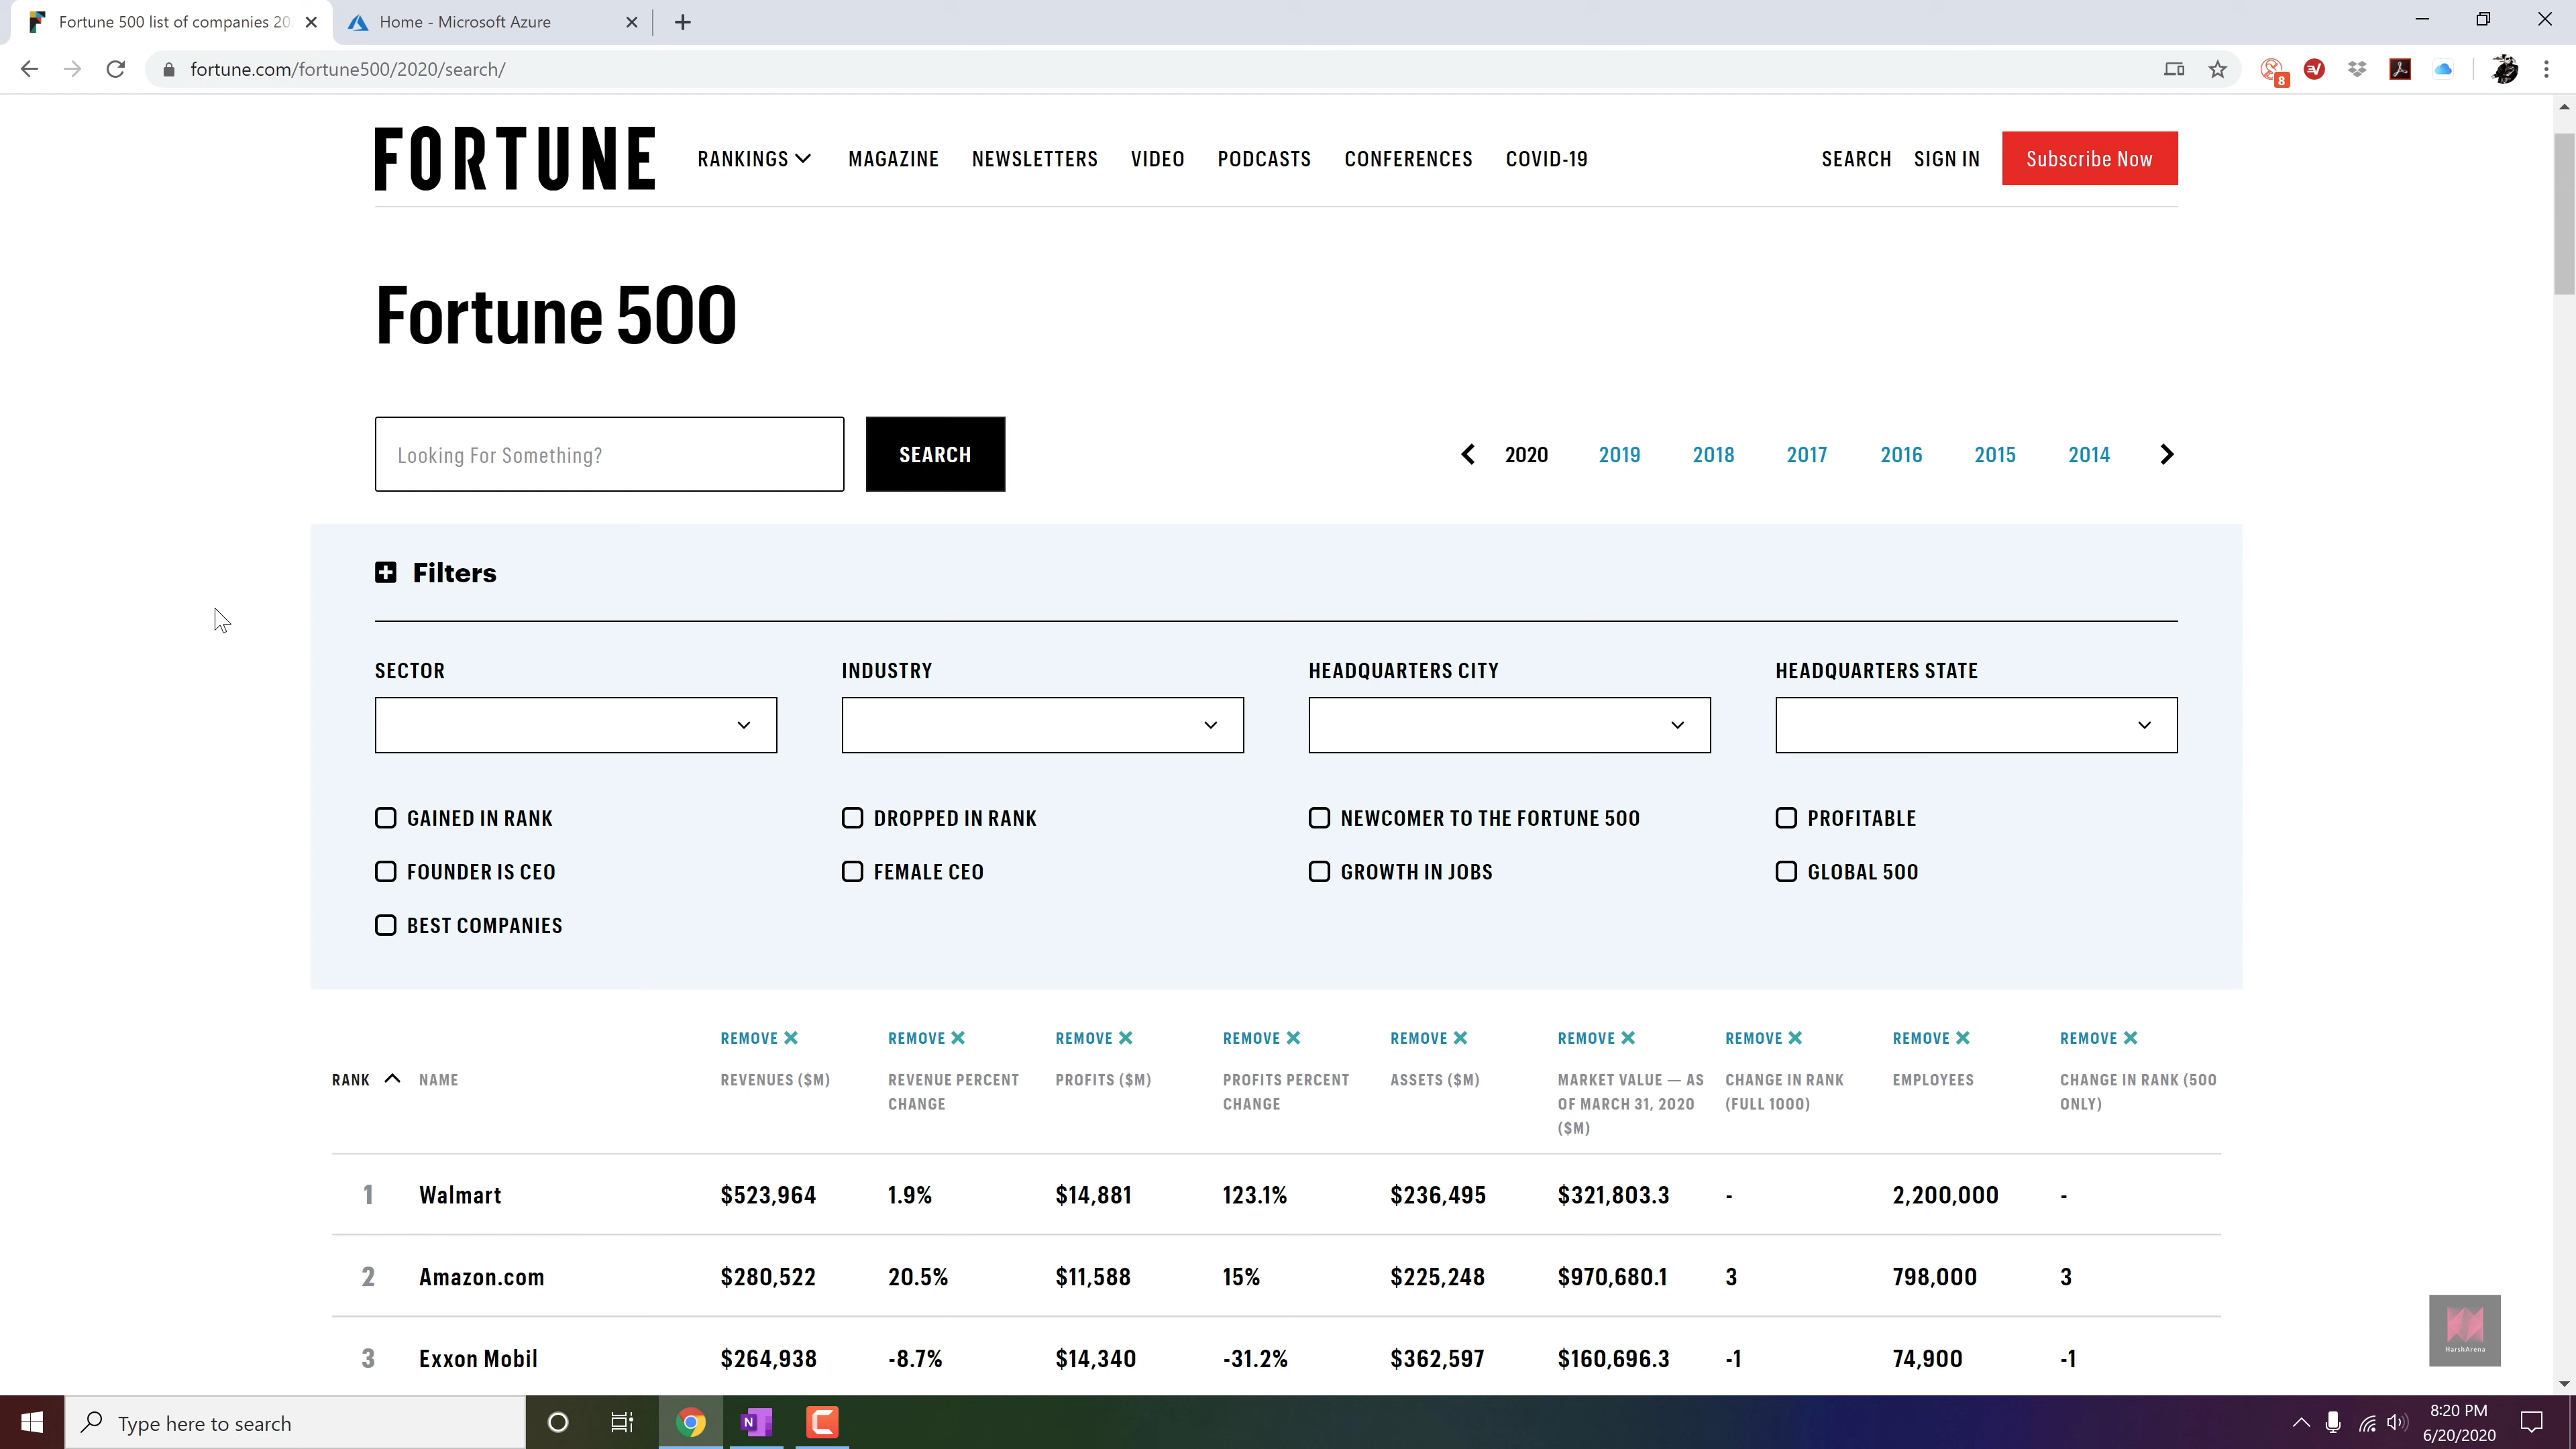 Fortune 500 list of companies 20
Home - Microsoft Azure
fortune.com/fortune500/2020/search/
8
FORTUNE
RANKINGS MAGAZINE NEWSLETTERS VIDEO PODCASTS CONFERENCES COVID-19 SEARCH SIGN IN Subscribe Now
Fortune 500
Looking For Something? SEARCH 2020 2019 2018 2017 2016 2015 2014
Filters
SECTOR INDUSTRY HEADQUARTERS CITY HEADQUARTERS STATE
GAINED IN RANK DROPPED IN RANK NEWCOMER TO THE FORTUNE 500 PROFITABLE
FOUNDER IS CEO FEMALE CEO GROWTH IN JOBS GLOBAL 500
BEST COMPANIES
REMOVE REMOVE REMOVE REMOVE REMOVE REMOVE REMOVE REMOVE REMOVE
RANK NAME REVENUES ($M) REVENUE PERCENT PROFITS ($M) PROFITS PERCENT ASSETS ($M) MARKET VALUE — AS CHANGE IN RANK EMPLOYEES CHANGE IN RANK (500
CHANGE CHANGE OF MARCH 31, 2020 (FULL 1000) ONLY)
($M)
1 Walmart $523,964 1.9% $14,881 123.1% $236,495 $321,803.3 - 2,200,000 -
2 Amazon.com $280,522 20.5% $11,588 15% $225,248 $970,680.1 3 798,000 3
3 Exxon Mobil $264,938 -8.7% $14,340 -31.2% $362,597 $160,696.3 -1 74,900 -1
HarshArena
Type here to search
8:20 PM
6/20/2020